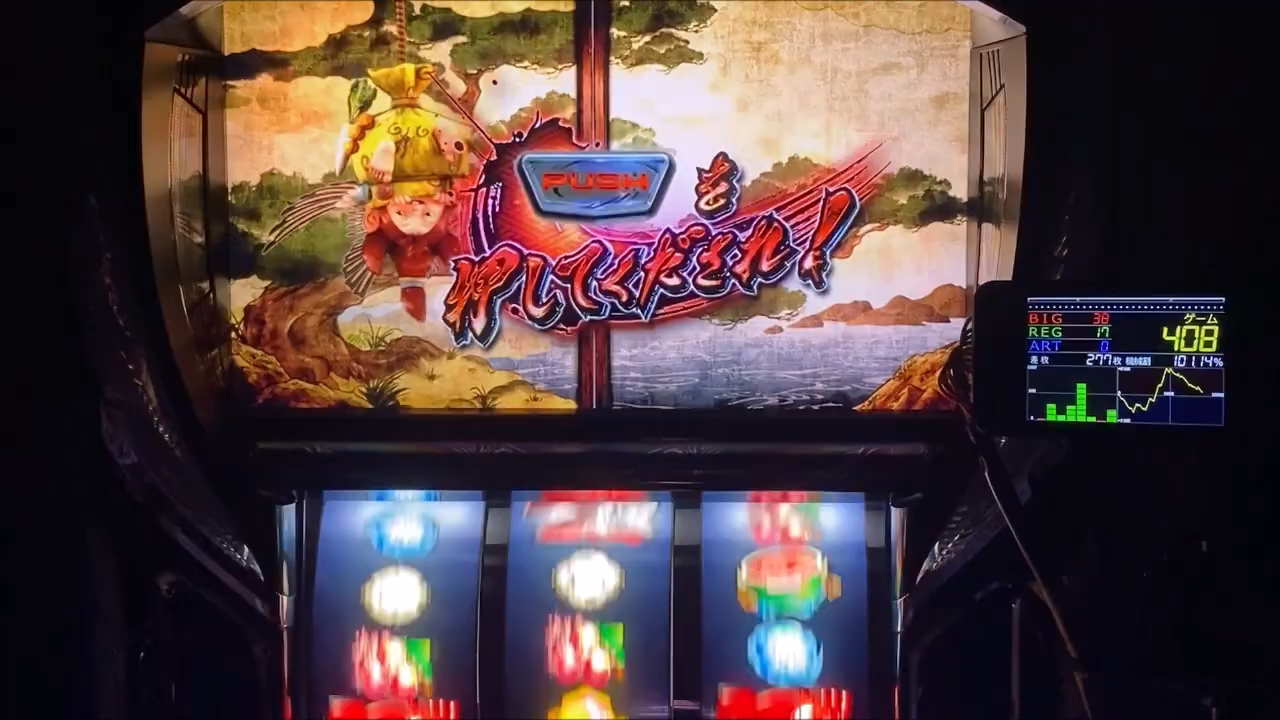 PUSH を
押してくだされ!
BIG 38
REG 17
ART 0
ゲーム
408
差枚 277枚 機械割 101.14%